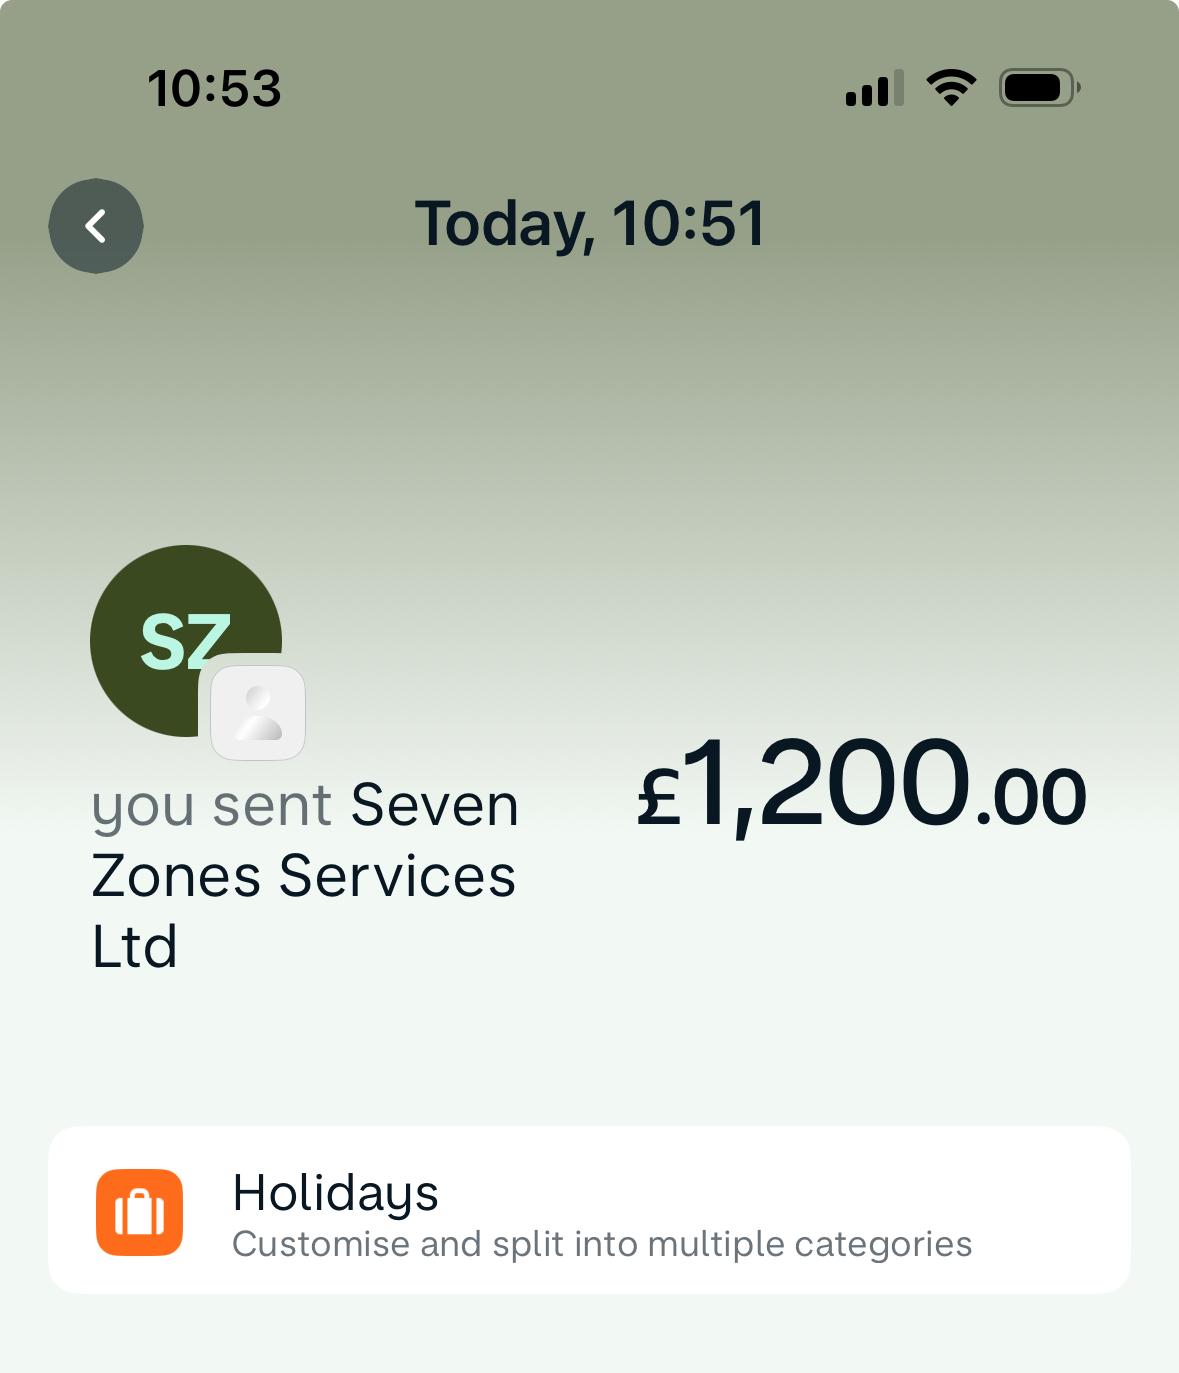 10:53
Today, 10:51
SZ
you sent Seven
Zones Services
Ltd
£1,200.00
Holidays
Customise and split into multiple categories